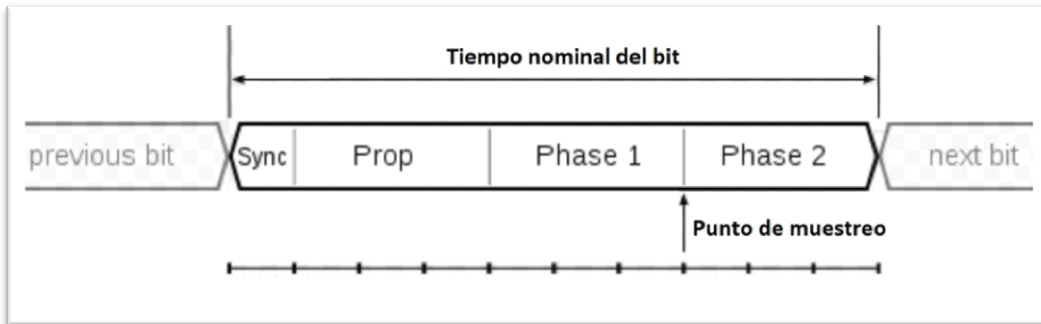 Tiempo nominal del bit
previous bit Sync Prop Phase 1 Phase 2 next bit
Punto de muestreo